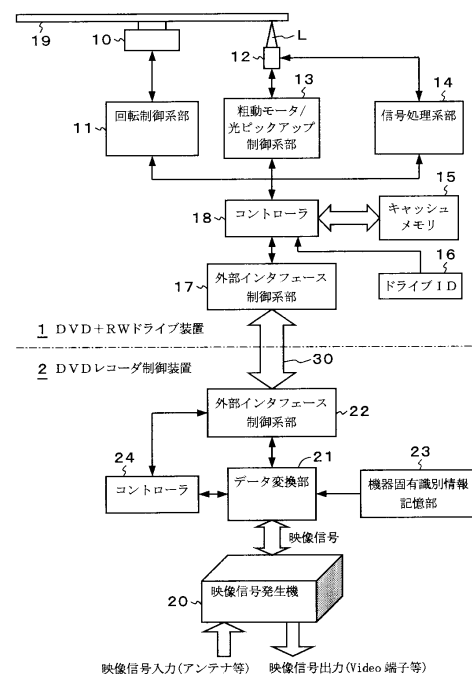 19
10
L
12
13
14
11
回転制御系部
粗動モータ/
光ピックアップ
制御系部
信号処理系部
15
18
コントローラ
キャッシュ
メモリ
16
17
外部インタフェース
制御系部
ドライブＩＤ
1 ＤＶＤ＋ＲＷドライブ装置
30
2 ＤＶＤレコーダ制御装置
外部インタフェース
制御系部
22
24
21
23
コントローラ
データ変換部
機器固有識別情報
記憶部
映像信号
20
映像信号発生機
映像信号入力(アンテナ等)
映像信号出力(Video 端子等)